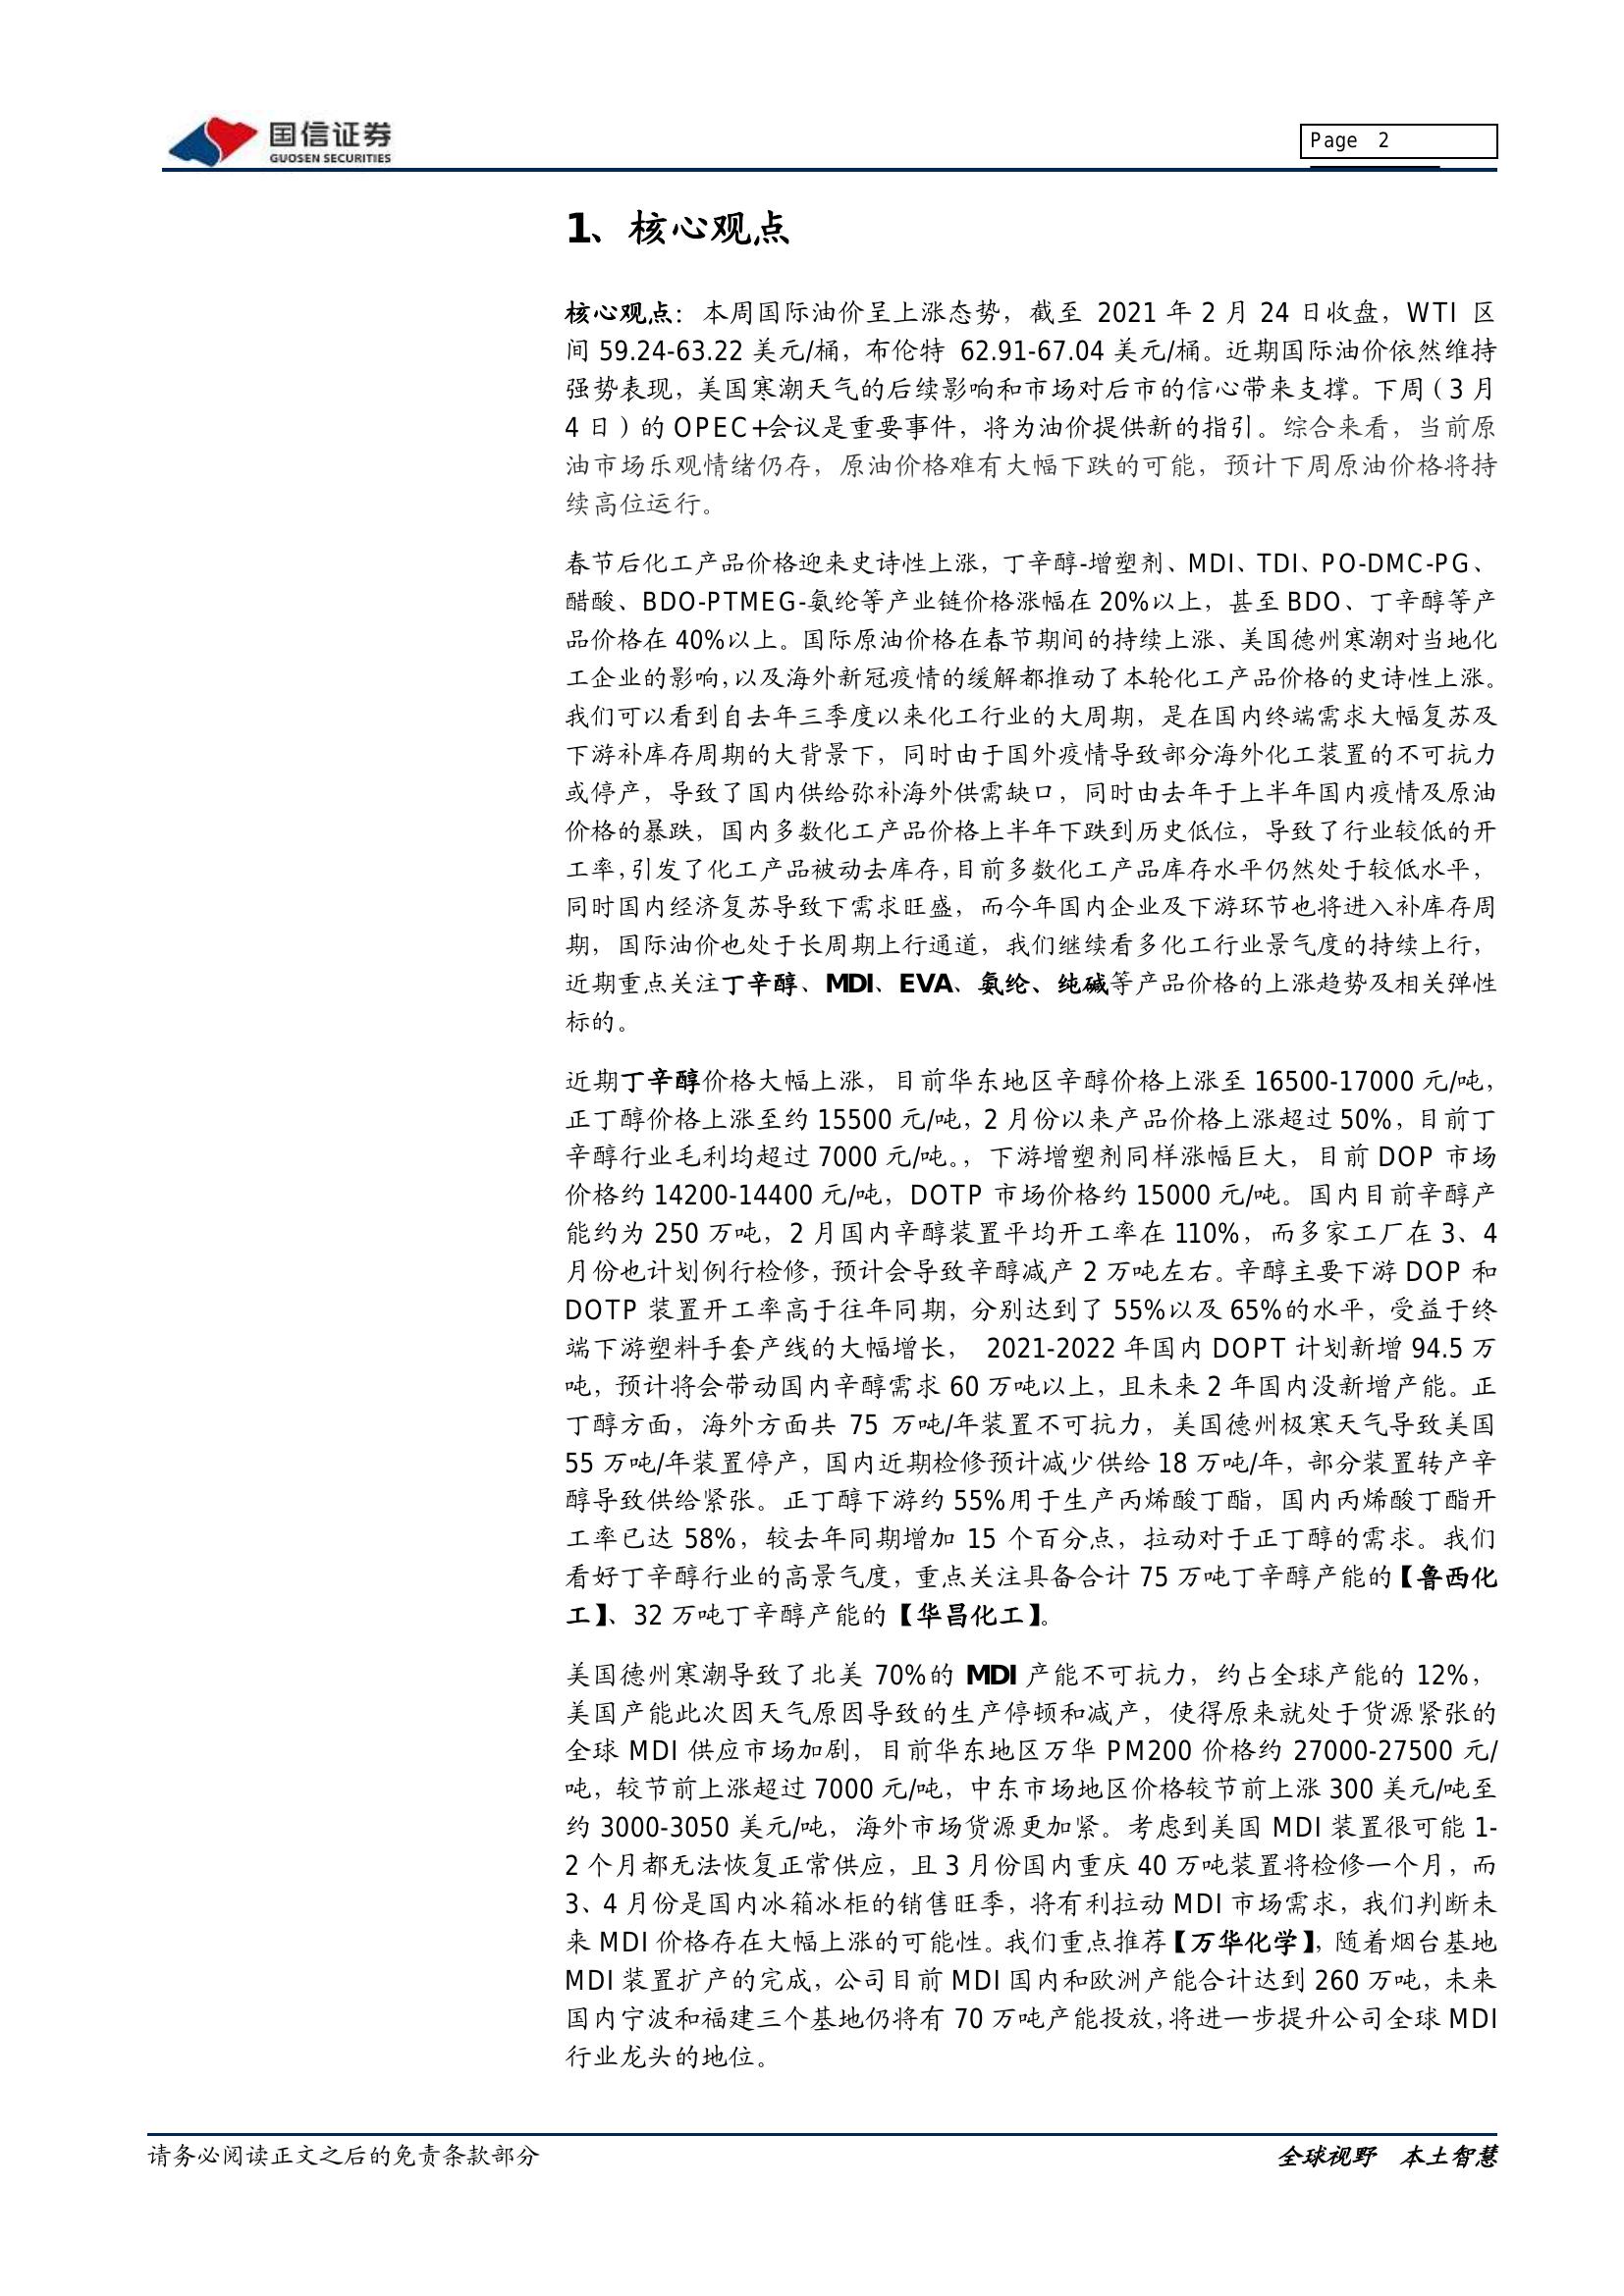 国信证券
GUOSEN SECURITIES
Page 2
1、核心观点
核心观点：本周国际油价呈上涨态势，截至 2021 年 2 月 24 日收盘，WTI 区
间 59.24-63.22 美元/桶，布伦特 62.91-67.04 美元/桶。近期国际油价依然维持
强势表现，美国寒潮天气的后续影响和市场对后市的信心带来支撑。下周（3 月
4 日）的 OPEC+会议是重要事件，将为油价提供新的指引。综合来看，当前原
油市场乐观情绪仍存，原油价格难有大幅下跌的可能，预计下周原油价格将持
续高位运行。
春节后化工产品价格迎来史诗性上涨，丁辛醇-增塑剂、MDI、TDI、PO-DMC-PG、
醋酸、BDO-PTMEG-氨纶等产业链价格涨幅在 20%以上，甚至 BDO、丁辛醇等产
品价格在 40%以上。国际原油价格在春节期间的持续上涨、美国德州寒潮对当地化
工企业的影响，以及海外新冠疫情的缓解都推动了本轮化工产品价格的史诗性上涨。
我们可以看到自去年三季度以来化工行业的大周期，是在国内终端需求大幅复苏及
下游补库存周期的大背景下，同时由于国外疫情导致部分海外化工装置的不可抗力
或停产，导致了国内供给弥补海外供需缺口，同时由去年于上半年国内疫情及原油
价格的暴跌，国内多数化工产品价格上半年下跌到历史低位，导致了行业较低的开
工率，引发了化工产品被动去库存，目前多数化工产品库存水平仍然处于较低水平，
同时国内经济复苏导致下需求旺盛，而今年国内企业及下游环节也将进入补库存周
期，国际油价也处于长周期上行通道，我们继续看多化工行业景气度的持续上行，
近期重点关注丁辛醇、MDI、EVA、氨纶、纯碱等产品价格的上涨趋势及相关弹性
标的。
近期丁辛醇价格大幅上涨，目前华东地区辛醇价格上涨至 16500-17000 元/吨，
正丁醇价格上涨至约 15500 元/吨，2 月份以来产品价格上涨超过 50%，目前丁
辛醇行业毛利均超过 7000 元/吨。，下游增塑剂同样涨幅巨大，目前 DOP 市场
价格约 14200-14400 元/吨，DOTP 市场价格约 15000 元/吨。国内目前辛醇产
能约为 250 万吨，2 月国内辛醇装置平均开工率在 110%，而多家工厂在 3、4
月份也计划例行检修，预计会导致辛醇减产 2 万吨左右。辛醇主要下游 DOP 和
DOTP 装置开工率高于往年同期，分别达到了 55%以及 65%的水平，受益于终
端下游塑料手套产线的大幅增长， 2021-2022 年国内 DOPT 计划新增 94.5 万
吨，预计将会带动国内辛醇需求 60 万吨以上，且未来 2 年国内没新增产能。正
丁醇方面，海外方面共 75 万吨/年装置不可抗力，美国德州极寒天气导致美国
55 万吨/年装置停产，国内近期检修预计减少供给 18 万吨/年，部分装置转产辛
醇导致供给紧张。正丁醇下游约 55%用于生产丙烯酸丁酯，国内丙烯酸丁酯开
工率已达 58%，较去年同期增加 15 个百分点，拉动对于正丁醇的需求。我们
看好丁辛醇行业的高景气度，重点关注具备合计 75 万吨丁辛醇产能的【鲁西化
工】、32 万吨丁辛醇产能的【华昌化工】。
美国德州寒潮导致了北美 70%的 MDI 产能不可抗力，约占全球产能的 12%，
美国产能此次因天气原因导致的生产停顿和减产，使得原来就处于货源紧张的
全球 MDI 供应市场加剧，目前华东地区万华 PM200 价格约 27000-27500 元/
吨，较节前上涨超过 7000 元/吨，中东市场地区价格较节前上涨 300 美元/吨至
约 3000-3050 美元/吨，海外市场货源更加紧。考虑到美国 MDI 装置很可能 1-
2 个月都无法恢复正常供应，且 3 月份国内重庆 40 万吨装置将检修一个月，而
3、4 月份是国内冰箱冰柜的销售旺季，将有利拉动 MDI 市场需求，我们判断未
来 MDI 价格存在大幅上涨的可能性。我们重点推荐【万华化学】，随着烟台基地
MDI 装置扩产的完成，公司目前 MDI 国内和欧洲产能合计达到 260 万吨，未来
国内宁波和福建三个基地仍将有 70 万吨产能投放，将进一步提升公司全球 MDI
行业龙头的地位。
请务必阅读正文之后的免责条款部分
全球视野 本土智慧